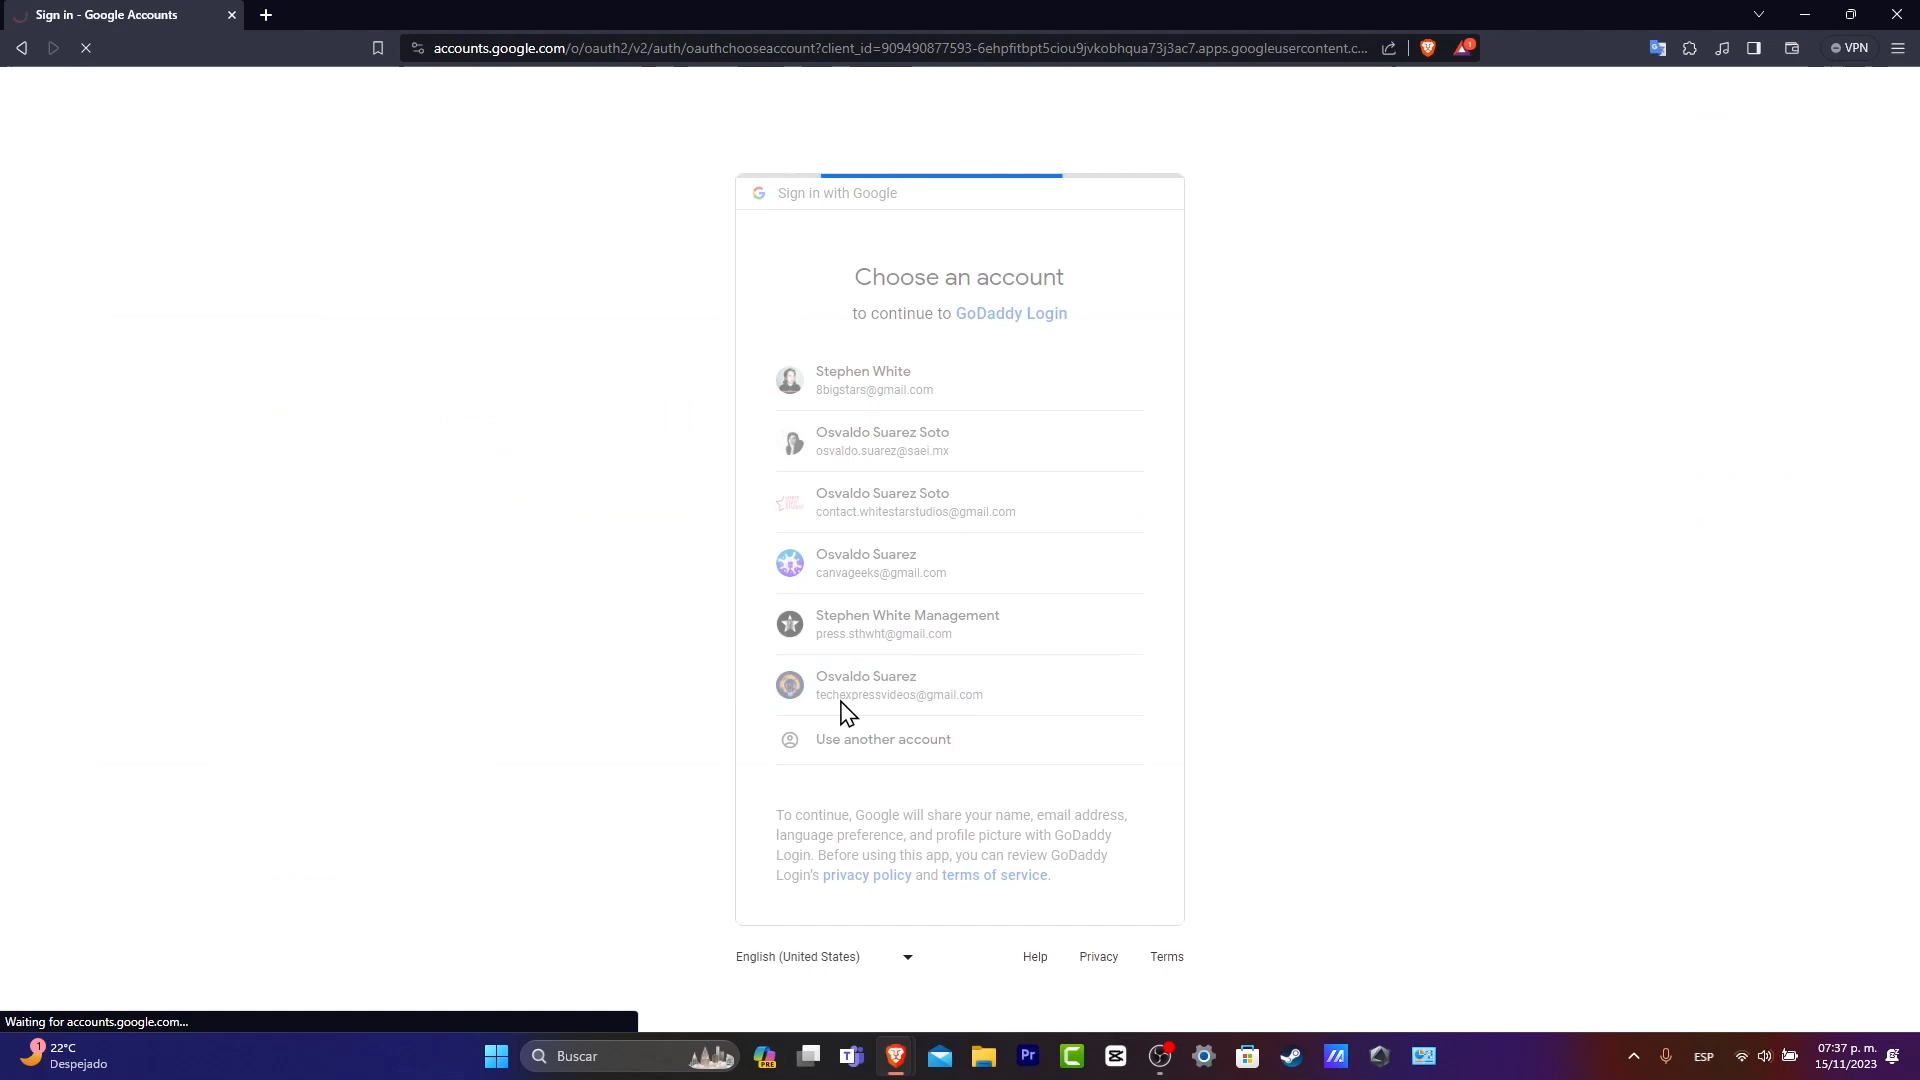 Sign in - Google Accounts
accounts.google.com/o/oauth2/v2/auth/oauthchooseaccount?client_id=909490877593-6ehpfitbpt5ciou9jvkobhqua73j3ac7.apps.googleusercontent.c...
1
VPN
Sign in with Google
Choose an account
to continue to GoDaddy Login
Stephen White
8bigstars@gmail.com
Osvaldo Suarez Soto
osvaldo.suarez@saei.mx
Osvaldo Suarez Soto
contact.whitestarstudios@gmail.com
Osvaldo Suarez
canvageeks@gmail.com
Stephen White Management
press.sthwht@gmail.com
Osvaldo Suarez
techexpressvideos@gmail.com
Use another account
To continue, Google will share your name, email address,
language preference, and profile picture with GoDaddy
Login. Before using this app, you can review GoDaddy
Login's privacy policy and terms of service.
English (United States)
Help
Privacy
Terms
Waiting for accounts.google.com...
1
22°C
Despejado
Buscar
PRE
Pr
ESP
07:37 p. m.
15/11/2023